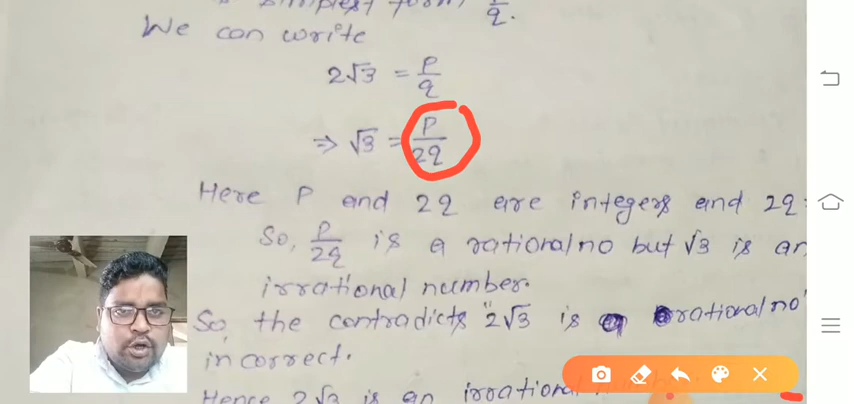 simplest form, p/q.
We can write
2√3 = P/q
⇒ √3 = P/2q
Here P and 2q are integers and 2q
So, P/2q is a rational no but √3 is an
irrational number.
So the contradicts "2√3 is rational no"
incorrect.
Hence 2√3 is an irrational